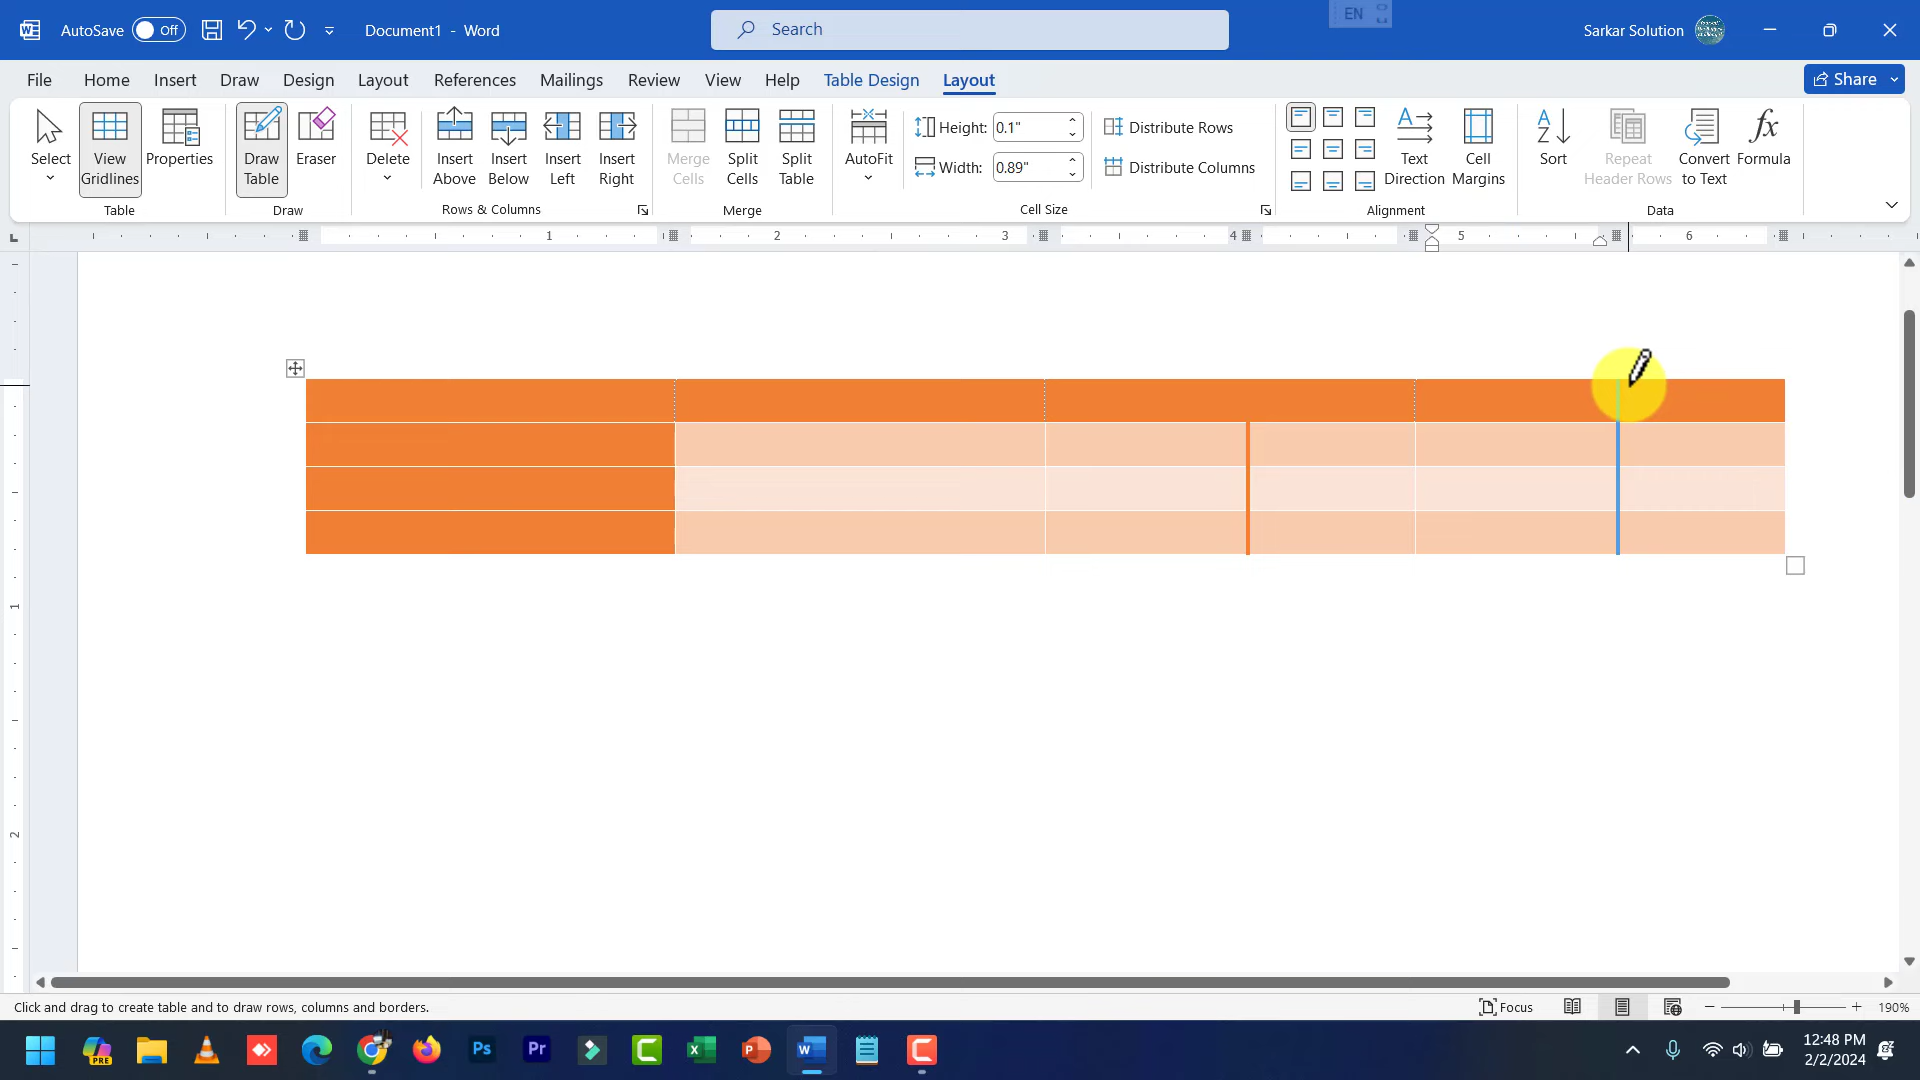 AutoSave Off Document1 - Word Search EN Sarkar Solution
File Home Insert Draw Design Layout References Mailings Review View Help Table Design Layout Share
Select View Gridlines Properties Draw Table Eraser Delete Insert Above Insert Below Insert Left Insert Right Merge Cells Split Cells Split Table AutoFit Height: 0.1" Distribute Rows Text Direction Cell Margins Sort Repeat Header Rows Convert to Text Formula
Width: 0.89" Distribute Columns
Table Draw Rows & Columns Merge Cell Size Alignment Data
1 2 3 4 5 6
1
2
Click and drag to create table and to draw rows, columns and borders. Focus 190%
PRE Ps Pr W 12:48 PM
2/2/2024